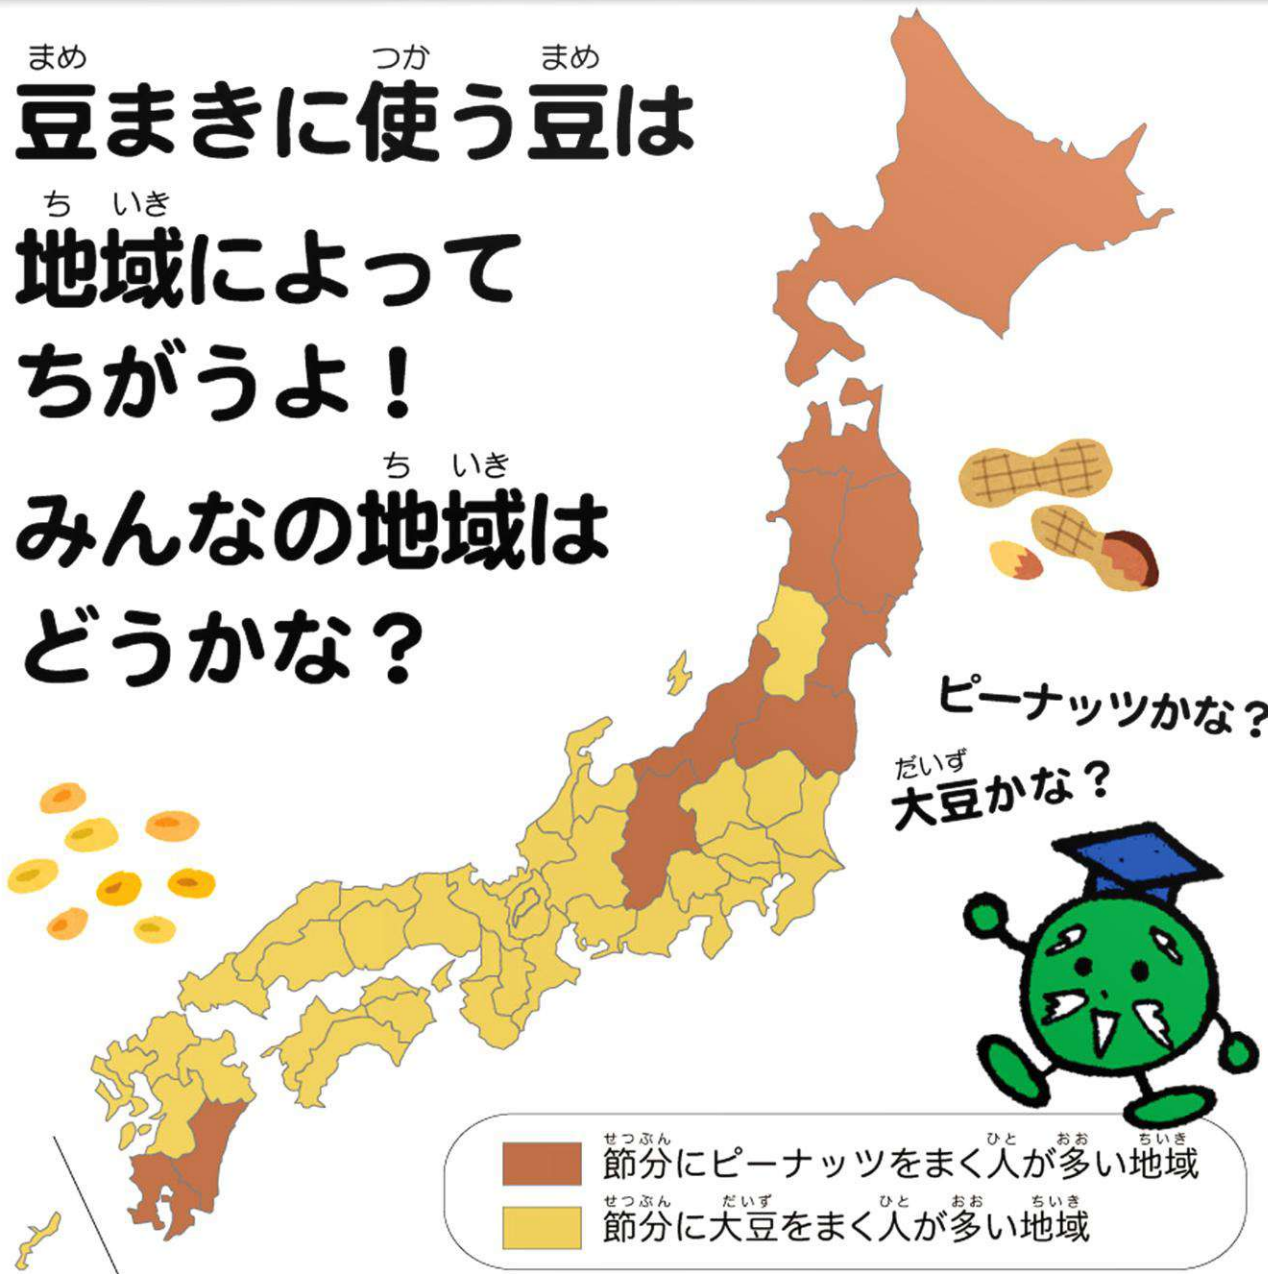 まめ つか まめ
豆まきに使う豆は
ち いき
地域によって
ちがうよ！
ち いき
みんなの地域は
どうかな？
ピーナッツかな？
だいず
大豆かな？
せつぶん ひと おお ちいき
節分にピーナッツをまく人が多い地域
せつぶん だいず ひと おお ちいき
節分に大豆をまく人が多い地域